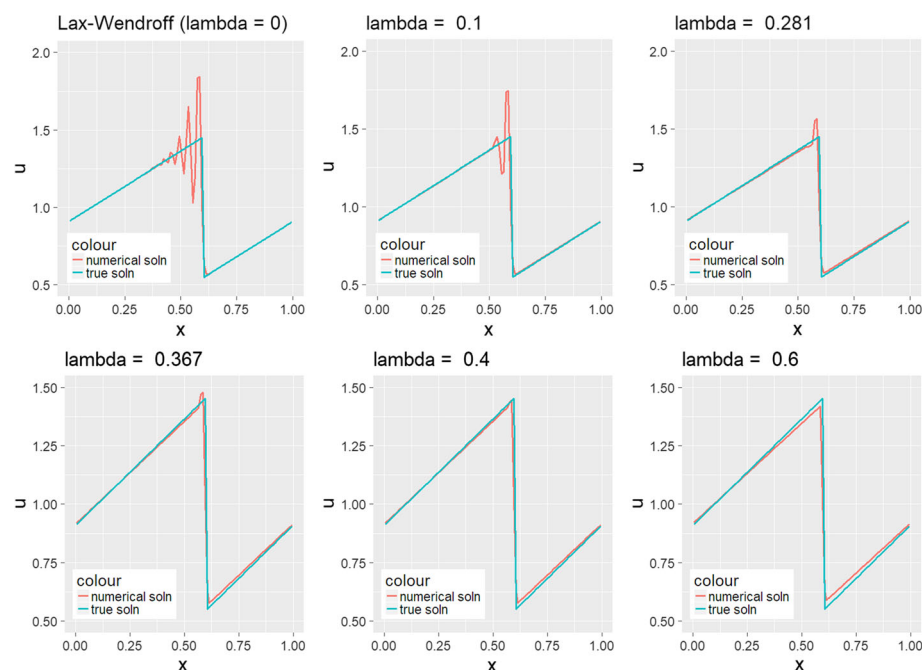 Lax-Wendroff (lambda = 0)
lambda = 0.1
lambda = 0.281
2.0
1.5
1.0
0.5
u
colour
numerical soln
true soln
0.00 0.25 0.50 0.75 1.00
x
2.0
1.5
1.0
0.5
u
colour
numerical soln
true soln
0.00 0.25 0.50 0.75 1.00
x
2.0
1.5
1.0
0.5
u
colour
numerical soln
true soln
0.00 0.25 0.50 0.75 1.00
x
lambda = 0.367
lambda = 0.4
lambda = 0.6
1.50
1.25
1.00
0.75
0.50
u
colour
numerical soln
true soln
0.00 0.25 0.50 0.75 1.00
x
1.50
1.25
1.00
0.75
0.50
u
colour
numerical soln
true soln
0.00 0.25 0.50 0.75 1.00
x
1.50
1.25
1.00
0.75
0.50
u
colour
numerical soln
true soln
0.00 0.25 0.50 0.75 1.00
x